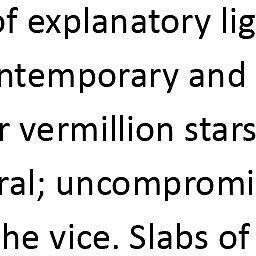 of explanatory lig
ntemporary and
r vermillion stars
ral; uncompromi
he vice. Slabs of